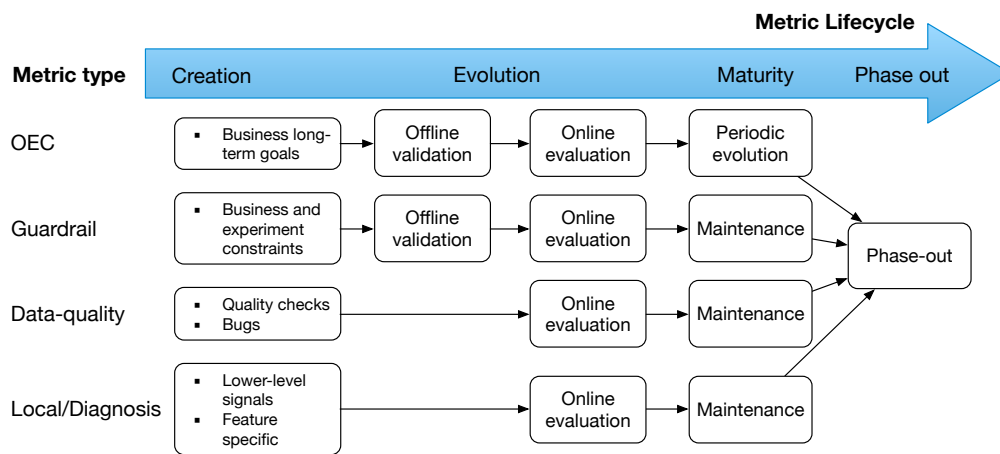 Metric Lifecycle
Metric type
Creation
Evolution
Maturity
Phase out
OEC
▪ Business long-
term goals
Offline
validation
Online
evaluation
Periodic
evolution
Guardrail
▪ Business and
experiment
constraints
Offline
validation
Online
evaluation
Maintenance
Phase-out
Data-quality
▪ Quality checks
▪ Bugs
Online
evaluation
Maintenance
Local/Diagnosis
▪ Lower-level
signals
▪ Feature
specific
Online
evaluation
Maintenance